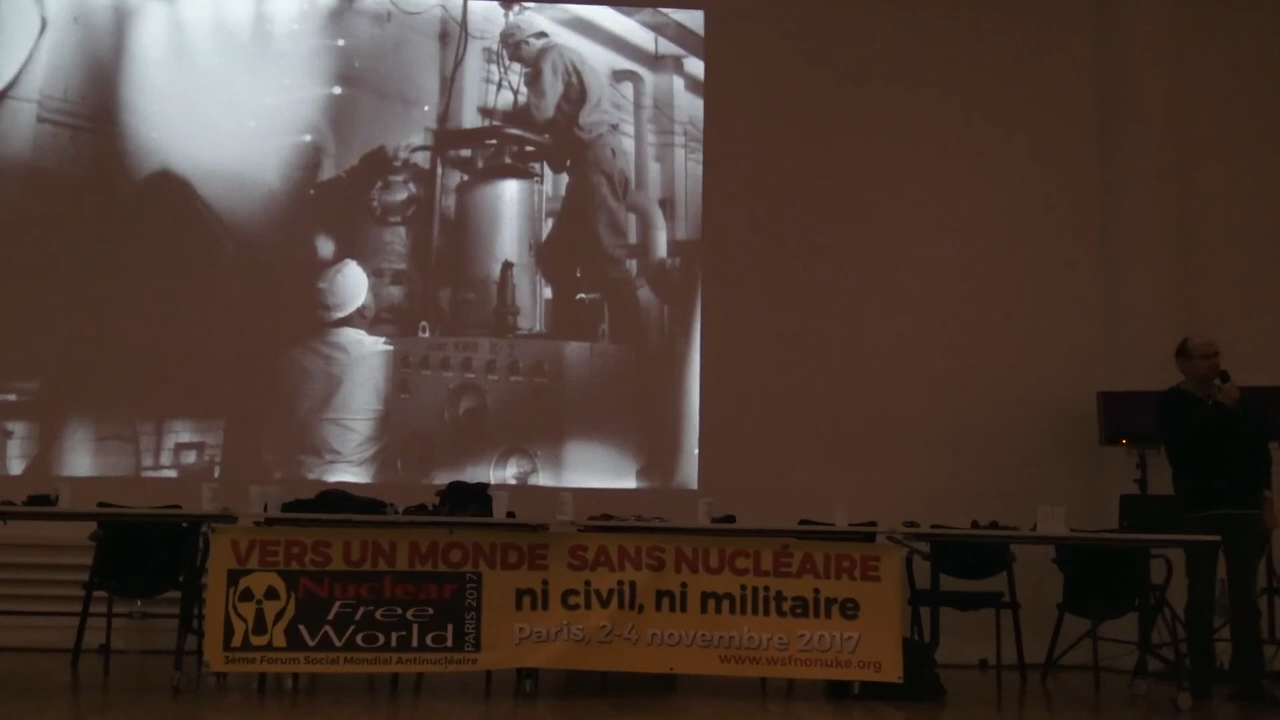 VERS UN MONDE SANS NUCLÉAIRE
ni civil, ni militaire
Paris, 2-4 novembre 2017
www.wsfnonuke.org
Nuclear
Free
World
PARIS 2017
3ème Forum Social Mondial Antinucléaire